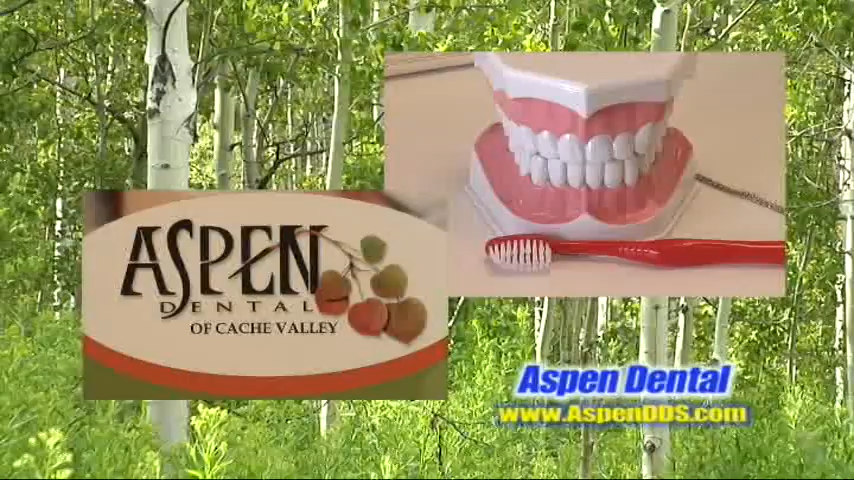 ASPEN
DENTAL
OF CACHE VALLEY
Aspen Dental
www.AspenDDS.com